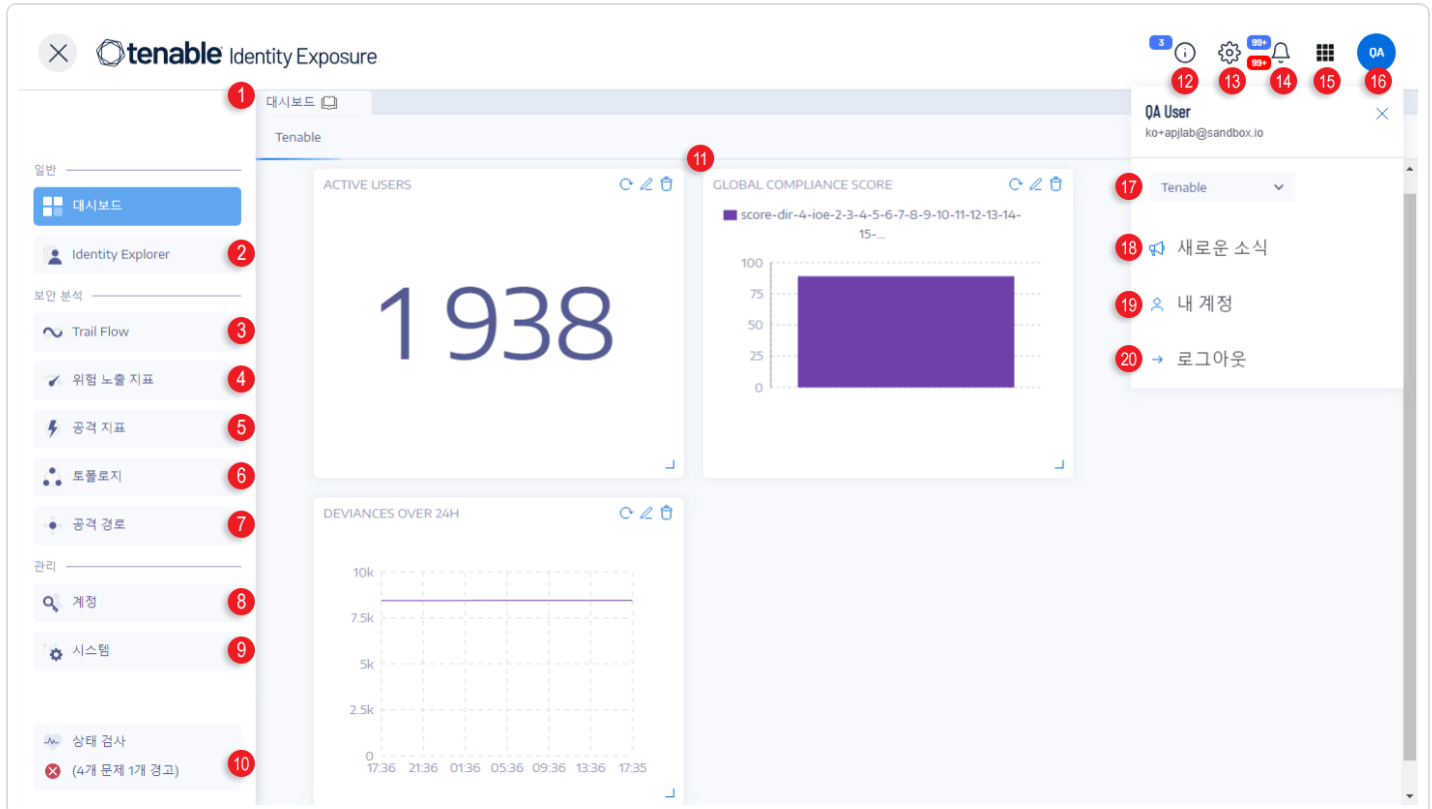 tenable Identity Exposure
3
99+
99+
QA
12
13
14
15
16
1
대시보드
Tenable
일반
대시보드
Identity Explorer
2
보안 분석
Trail Flow
3
위험 노출 지표
4
공격 지표
5
토폴로지
6
공격 경로
7
관리
계정
8
시스템
9
상태 검사
(4개 문제 1개 경고)
10
11
ACTIVE USERS
1 938
GLOBAL COMPLIANCE SCORE
score-dir-4-ioe-2-3-4-5-6-7-8-9-10-11-12-13-14-
15-...
100
75
50
25
0
DEVIANCES OVER 24H
10k
7.5k
5k
2.5k
0
17:36 21:36 01:36 05:36 09:36 13:36 17:35
QA User
ko+apjlab@sandbox.io
17
Tenable
18
새로운 소식
19
내 계정
20
로그아웃